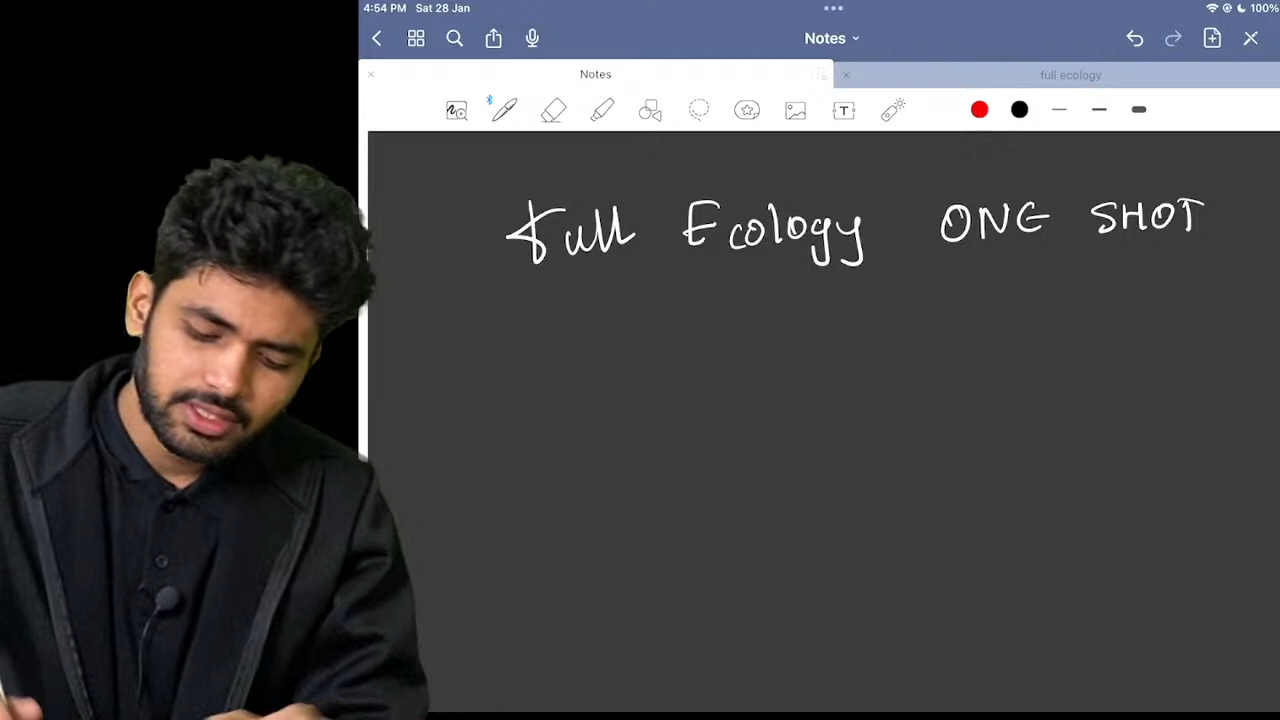 4:54 PM Sat 28 Jan
100%
Notes
Notes
full ecology
T
Full Ecology ONE SHOT